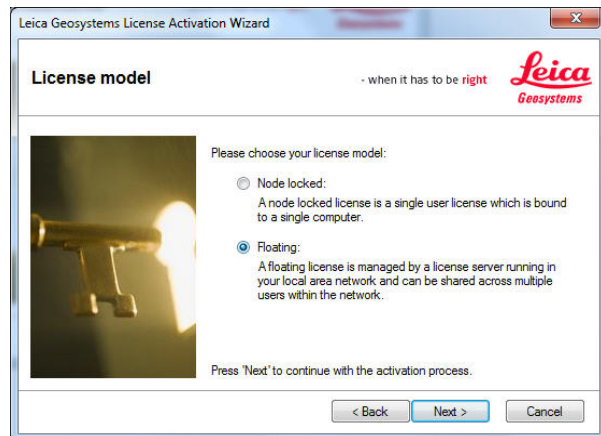 Leica Geosystems License Activation Wizard
License model
- when it has to be right
Leica
Geosystems
Please choose your license model:
Node locked:
A node locked license is a single user license which is bound
to a single computer.
Floating:
A floating license is managed by a license server running in
your local area network and can be shared across multiple
users within the network.
Press 'Next' to continue with the activation process.
< Back Next > Cancel